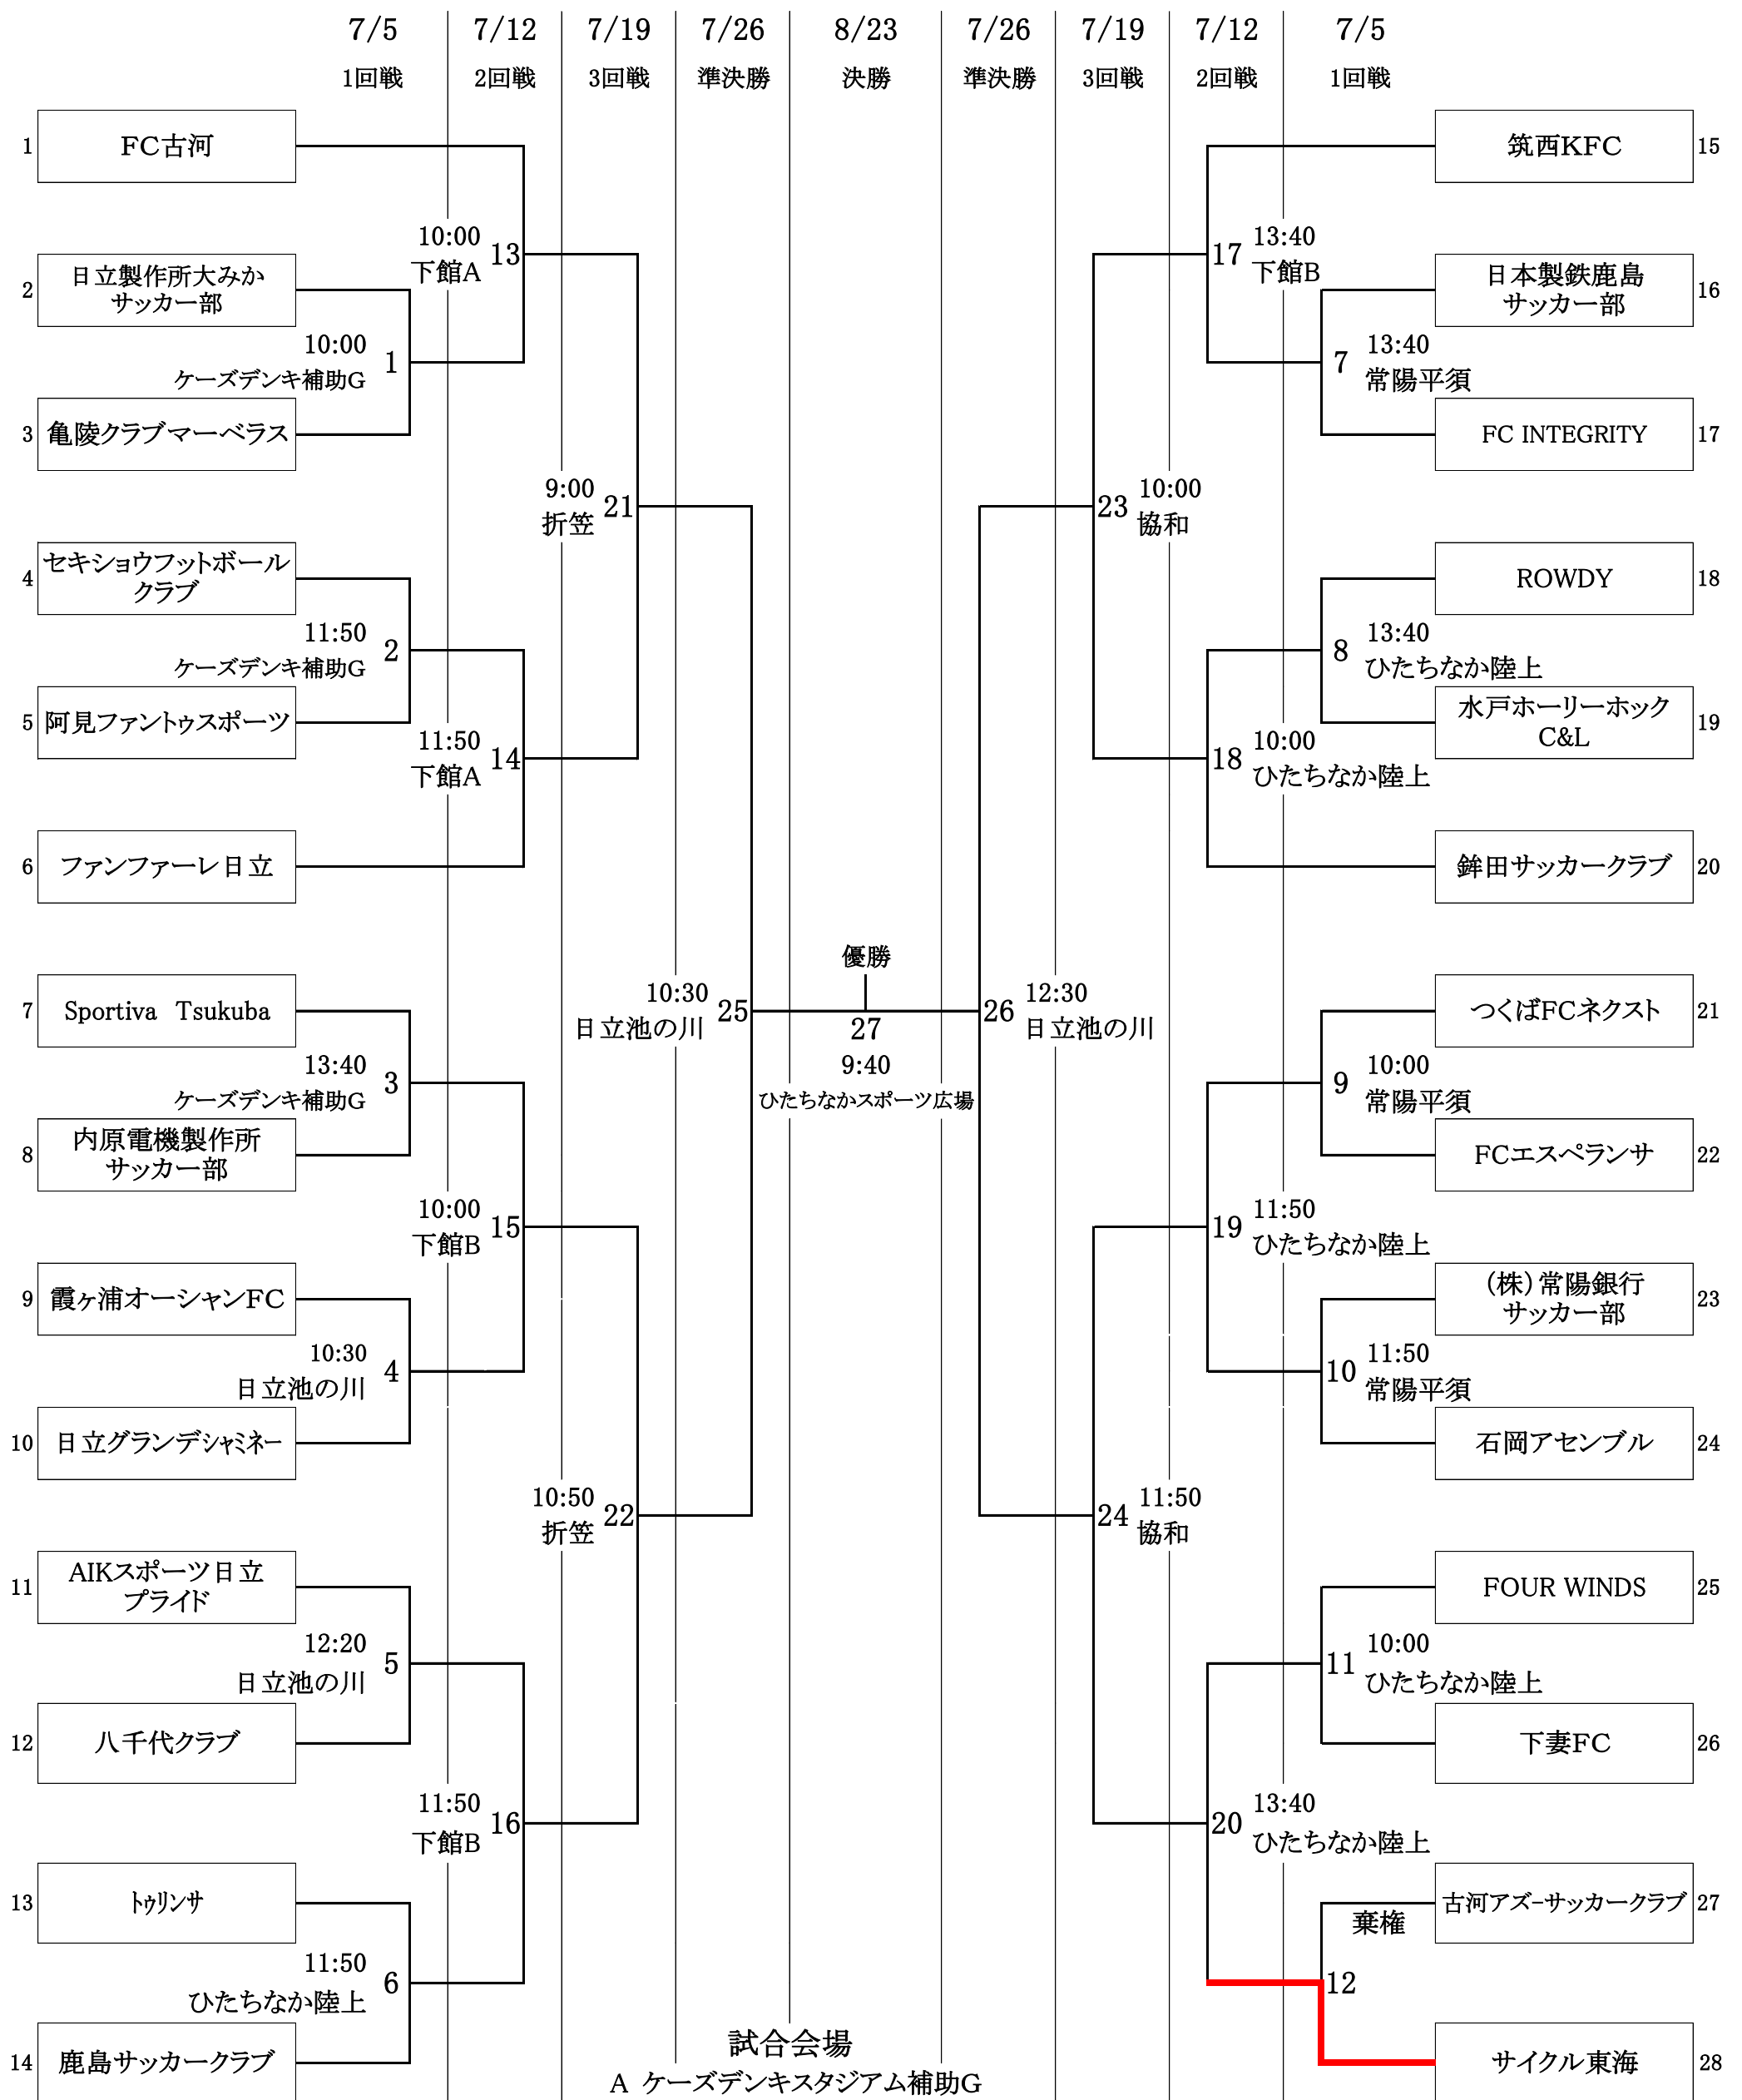 7/5 7/12 7/19 7/26 8/23 7/26 7/19 7/12 7/5
1回戦 2回戦 3回戦 準決勝 決勝 準決勝 3回戦 2回戦 1回戦
1 FC古河
2 日立製作所大みか
サッカー部
3 亀陵クラブマーベラス
4 セキショウフットボール
クラブ
5 阿見ファントゥスポーツ
6 ファンファーレ日立
7 Sportiva Tsukuba
8 内原電機製作所
サッカー部
9 霞ヶ浦オーシャンFC
10 日立グランデシャミネー
11 AIKスポーツ日立
プライド
12 八千代クラブ
13 トゥリンサ
14 鹿島サッカークラブ
10:00
ケーズデンキ補助G
1
11:50
ケーズデンキ補助G
2
13:40
ケーズデンキ補助G
3
10:30
日立池の川
4
12:20
日立池の川
5
11:50
ひたちなか陸上
6
10:00
下館A
13
11:50
下館A
14
10:00
下館B
15
11:50
下館B
16
9:00
折笠
21
10:50
折笠
22
10:30
日立池の川
25
優勝
27
9:40
ひたちなかスポーツ広場
26
12:30
日立池の川
23
10:00
協和
24
11:50
協和
17
13:40
下館B
18
10:00
ひたちなか陸上
19
11:50
ひたちなか陸上
20
13:40
ひたちなか陸上
7
13:40
常陽平須
8
13:40
ひたちなか陸上
9
10:00
常陽平須
10
11:50
常陽平須
11
10:00
ひたちなか陸上
棄権
12
筑西KFC 15
日本製鉄鹿島
サッカー部 16
FC INTEGRITY 17
ROWDY 18
水戸ホーリーホック
C&L 19
鉾田サッカークラブ 20
つくばFCネクスト 21
FCエスペランサ 22
(株)常陽銀行
サッカー部 23
石岡アセンブル 24
FOUR WINDS 25
下妻FC 26
古河アズーサッカークラブ 27
サイクル東海 28
試合会場
A ケーズデンキスタジアム補助G